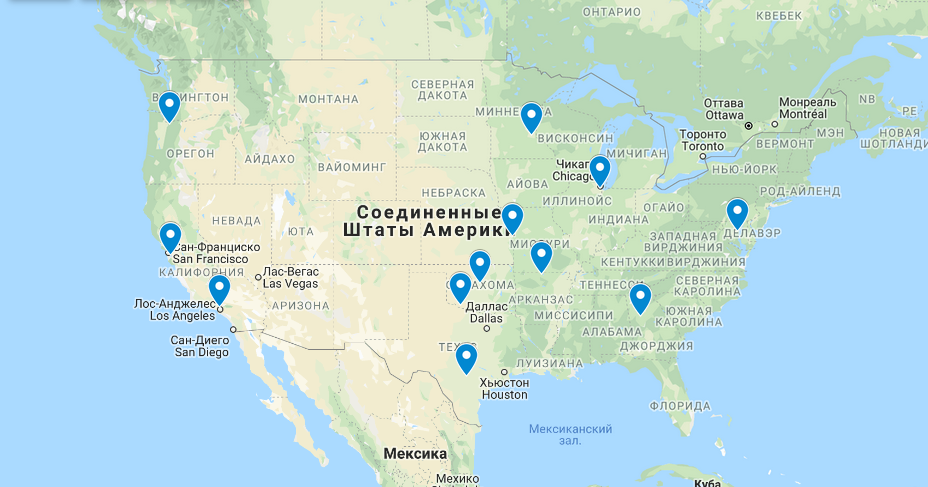 ОНТАРИО
КВЕБЕК
ВАШИНГТОН
МОНТАНА
СЕВЕРНАЯ
ДАКОТА
МИННЕСОТА
Оттава
Ottawa
Монреаль
Montréal
NB
PE
Торонто
Toronto
МЭН
НОВАЯ
ШОТЛАНДИЯ
ВЕРМОНТ
ОРЕГОН
АЙДАХО
ВАЙОМИНГ
ЮЖНАЯ
ДАКОТА
ВИСКОНСИН
МИЧИГАН
НЬЮ-ЙОРК
РОД-АЙЛЕНД
Чикаго
Chicago
АЙОВА
НЕБРАСКА
ИЛЛИНОЙС
ИНДИАНА
ОГАЙО
Соединенные
Штаты Америки
НЕВАДА
ЮТА
МИССУРИ
ЗАПАДНАЯ
ВИРДЖИНИЯ
ДЕЛАВЭР
КЕНТУККИ
ВИРДЖИНИЯ
Сан-Франциско
San Francisco
КАЛИФОРНИЯ
Лас-Вегас
Las Vegas
Лос-Анджелес
Los Angeles
АРИЗОНА
ОКЛАХОМА
АРКАНЗАС
ТЕННЕССИ
СЕВЕРНАЯ
КАРОЛИНА
Даллас
Dallas
МИССИСИПИ
АЛАБАМА
ЮЖНАЯ
КАРОЛИНА
ДЖОРДЖИЯ
Сан-Диего
San Diego
ТЕХАС
ЛУИЗИАНА
Хьюстон
Houston
ФЛОРИДА
Мексиканский
зал.
Мексика
Мехико
Куба